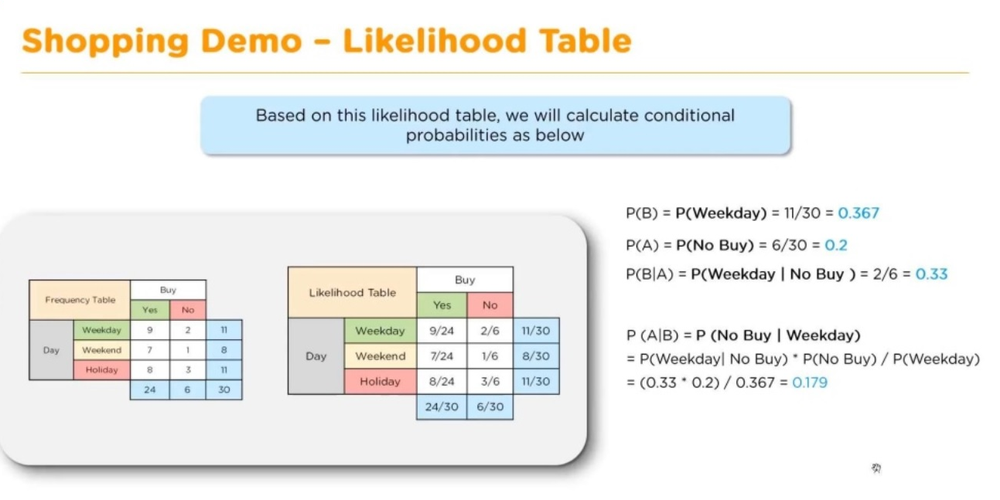 Shopping Demo – Likelihood Table
Based on this likelihood table, we will calculate conditional
probabilities as below
Frequency Table
Buy
Yes No
Day
Weekday 9 2 11
Weekend 7 1 8
Holiday 8 3 11
24 6 30
Likelihood Table
Buy
Yes No
Day
Weekday 9/24 2/6 11/30
Weekend 7/24 1/6 8/30
Holiday 8/24 3/6 11/30
24/30 6/30
P(B) = P(Weekday) = 11/30 = 0.367
P(A) = P(No Buy) = 6/30 = 0.2
P(B|A) = P(Weekday | No Buy ) = 2/6 = 0.33
P (A|B) = P (No Buy | Weekday)
= P(Weekday| No Buy) * P(No Buy) / P(Weekday)
= (0.33 * 0.2) / 0.367 = 0.179